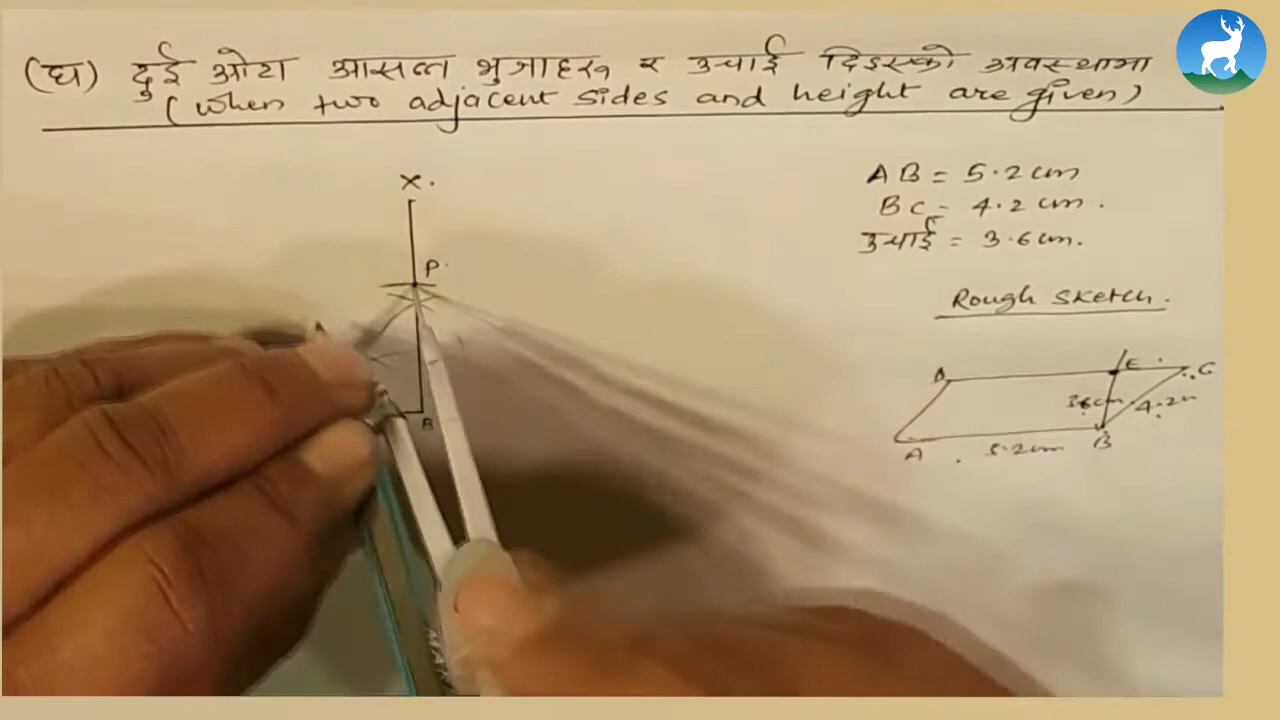 (घ) दुई ओटा आसन्न भुजाहरू र उचाई दिइएको अवस्थामा
(When two adjacent sides and height are given)
AB = 5.2 cm
BC = 4.2 cm.
उचाई = 3.6 cm.
Rough Sketch.
X.
P.
B
D E C
3.6cm 4.2
A 5.2cm B